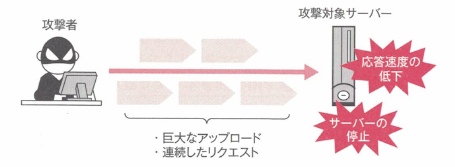 攻撃者
攻撃対象サーバー
応答速度の
低下
サーバーの
停止
・巨大なアップロード
・連続したリクエスト